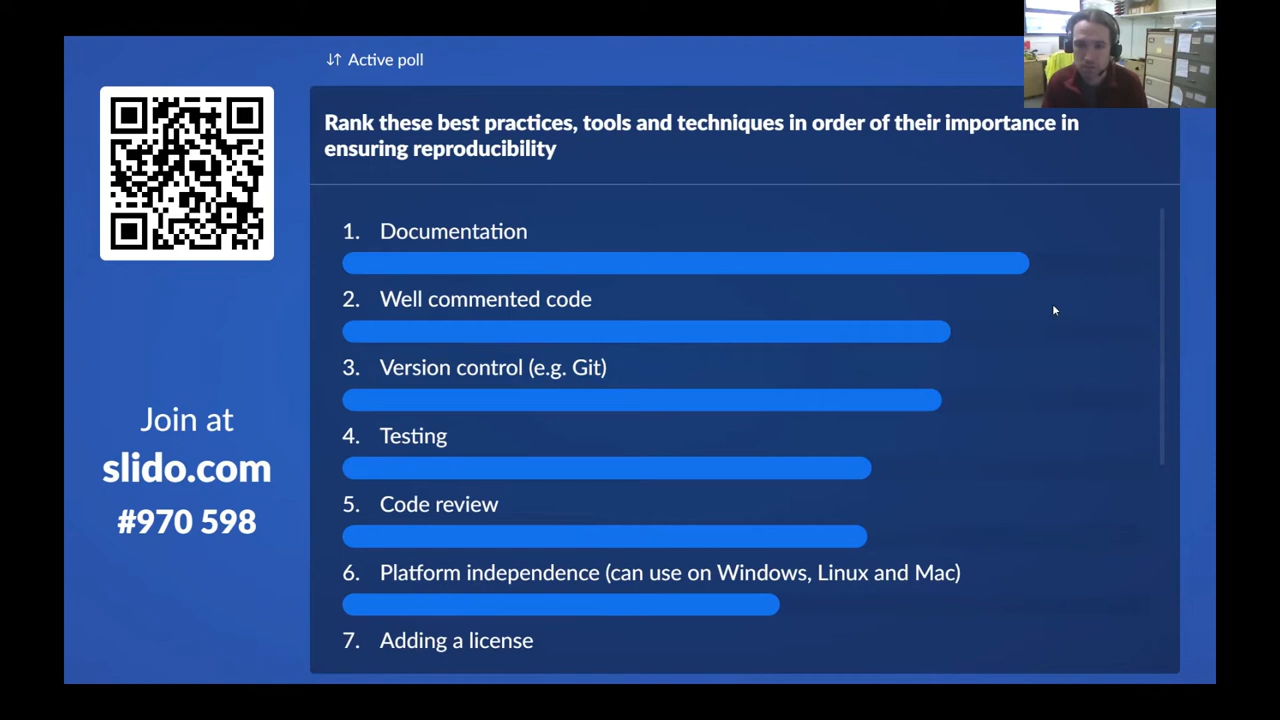 Active poll
Rank these best practices, tools and techniques in order of their importance in
ensuring reproducibility
1. Documentation
2. Well commented code
3. Version control (e.g. Git)
4. Testing
5. Code review
6. Platform independence (can use on Windows, Linux and Mac)
7. Adding a license
Join at
slido.com
#970 598